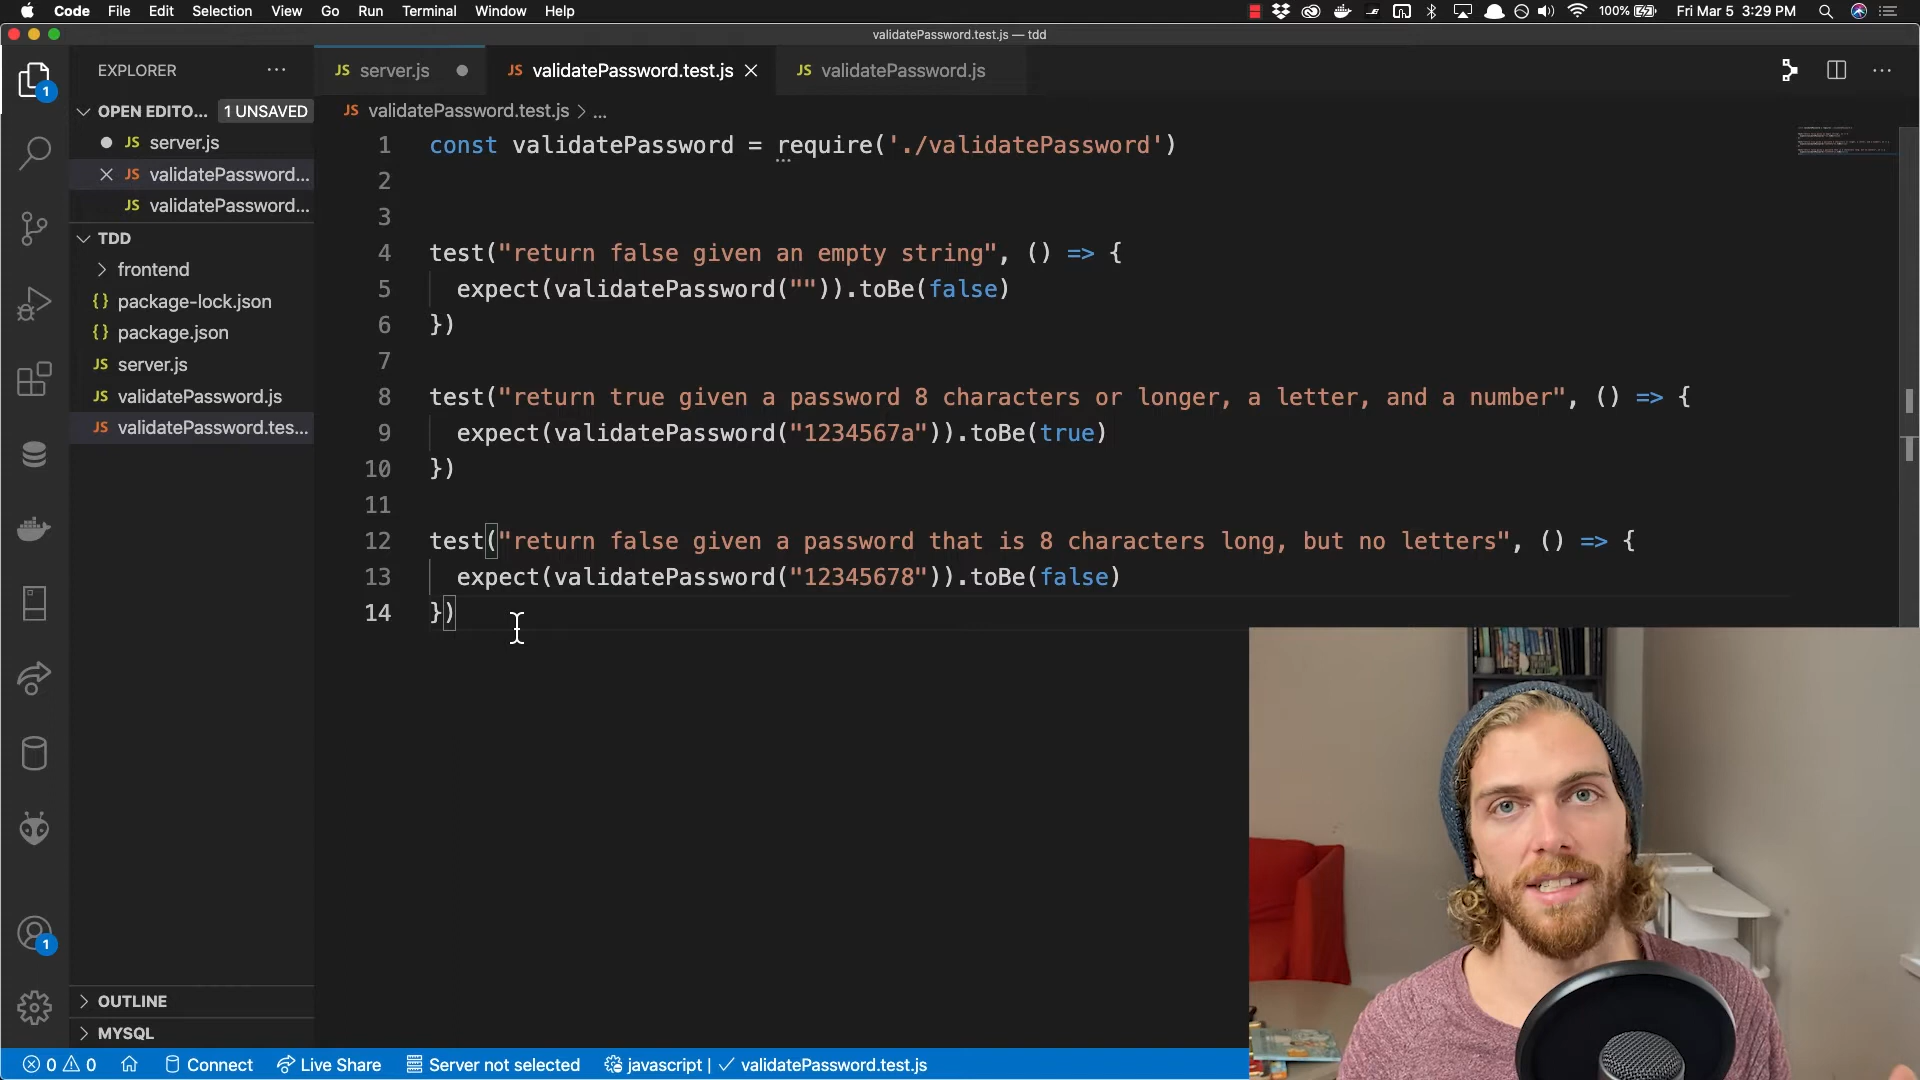 Code File Edit Selection View Go Run Terminal Window Help
100% Fri Mar 5 3:29 PM
validatePassword.test.js — tdd
EXPLORER
JS server.js
JS validatePassword.test.js
JS validatePassword.js
1
OPEN EDITO... 1 UNSAVED
JS validatePassword.test.js > ...
JS server.js
JS validatePassword...
JS validatePassword...
TDD
frontend
{} package-lock.json
{} package.json
JS server.js
JS validatePassword.js
JS validatePassword.tes...
1 const validatePassword = require('./validatePassword')
2
3
4 test("return false given an empty string", () => {
5 expect(validatePassword("")).toBe(false)
6 })
7
8 test("return true given a password 8 characters or longer, a letter, and a number", () => {
9 expect(validatePassword("1234567a")).toBe(true)
10 })
11
12 test("return false given a password that is 8 characters long, but no letters", () => {
13 expect(validatePassword("12345678")).toBe(false)
14 })
1
OUTLINE
MYSQL
0 0 Connect Live Share Server not selected javascript | validatePassword.test.js